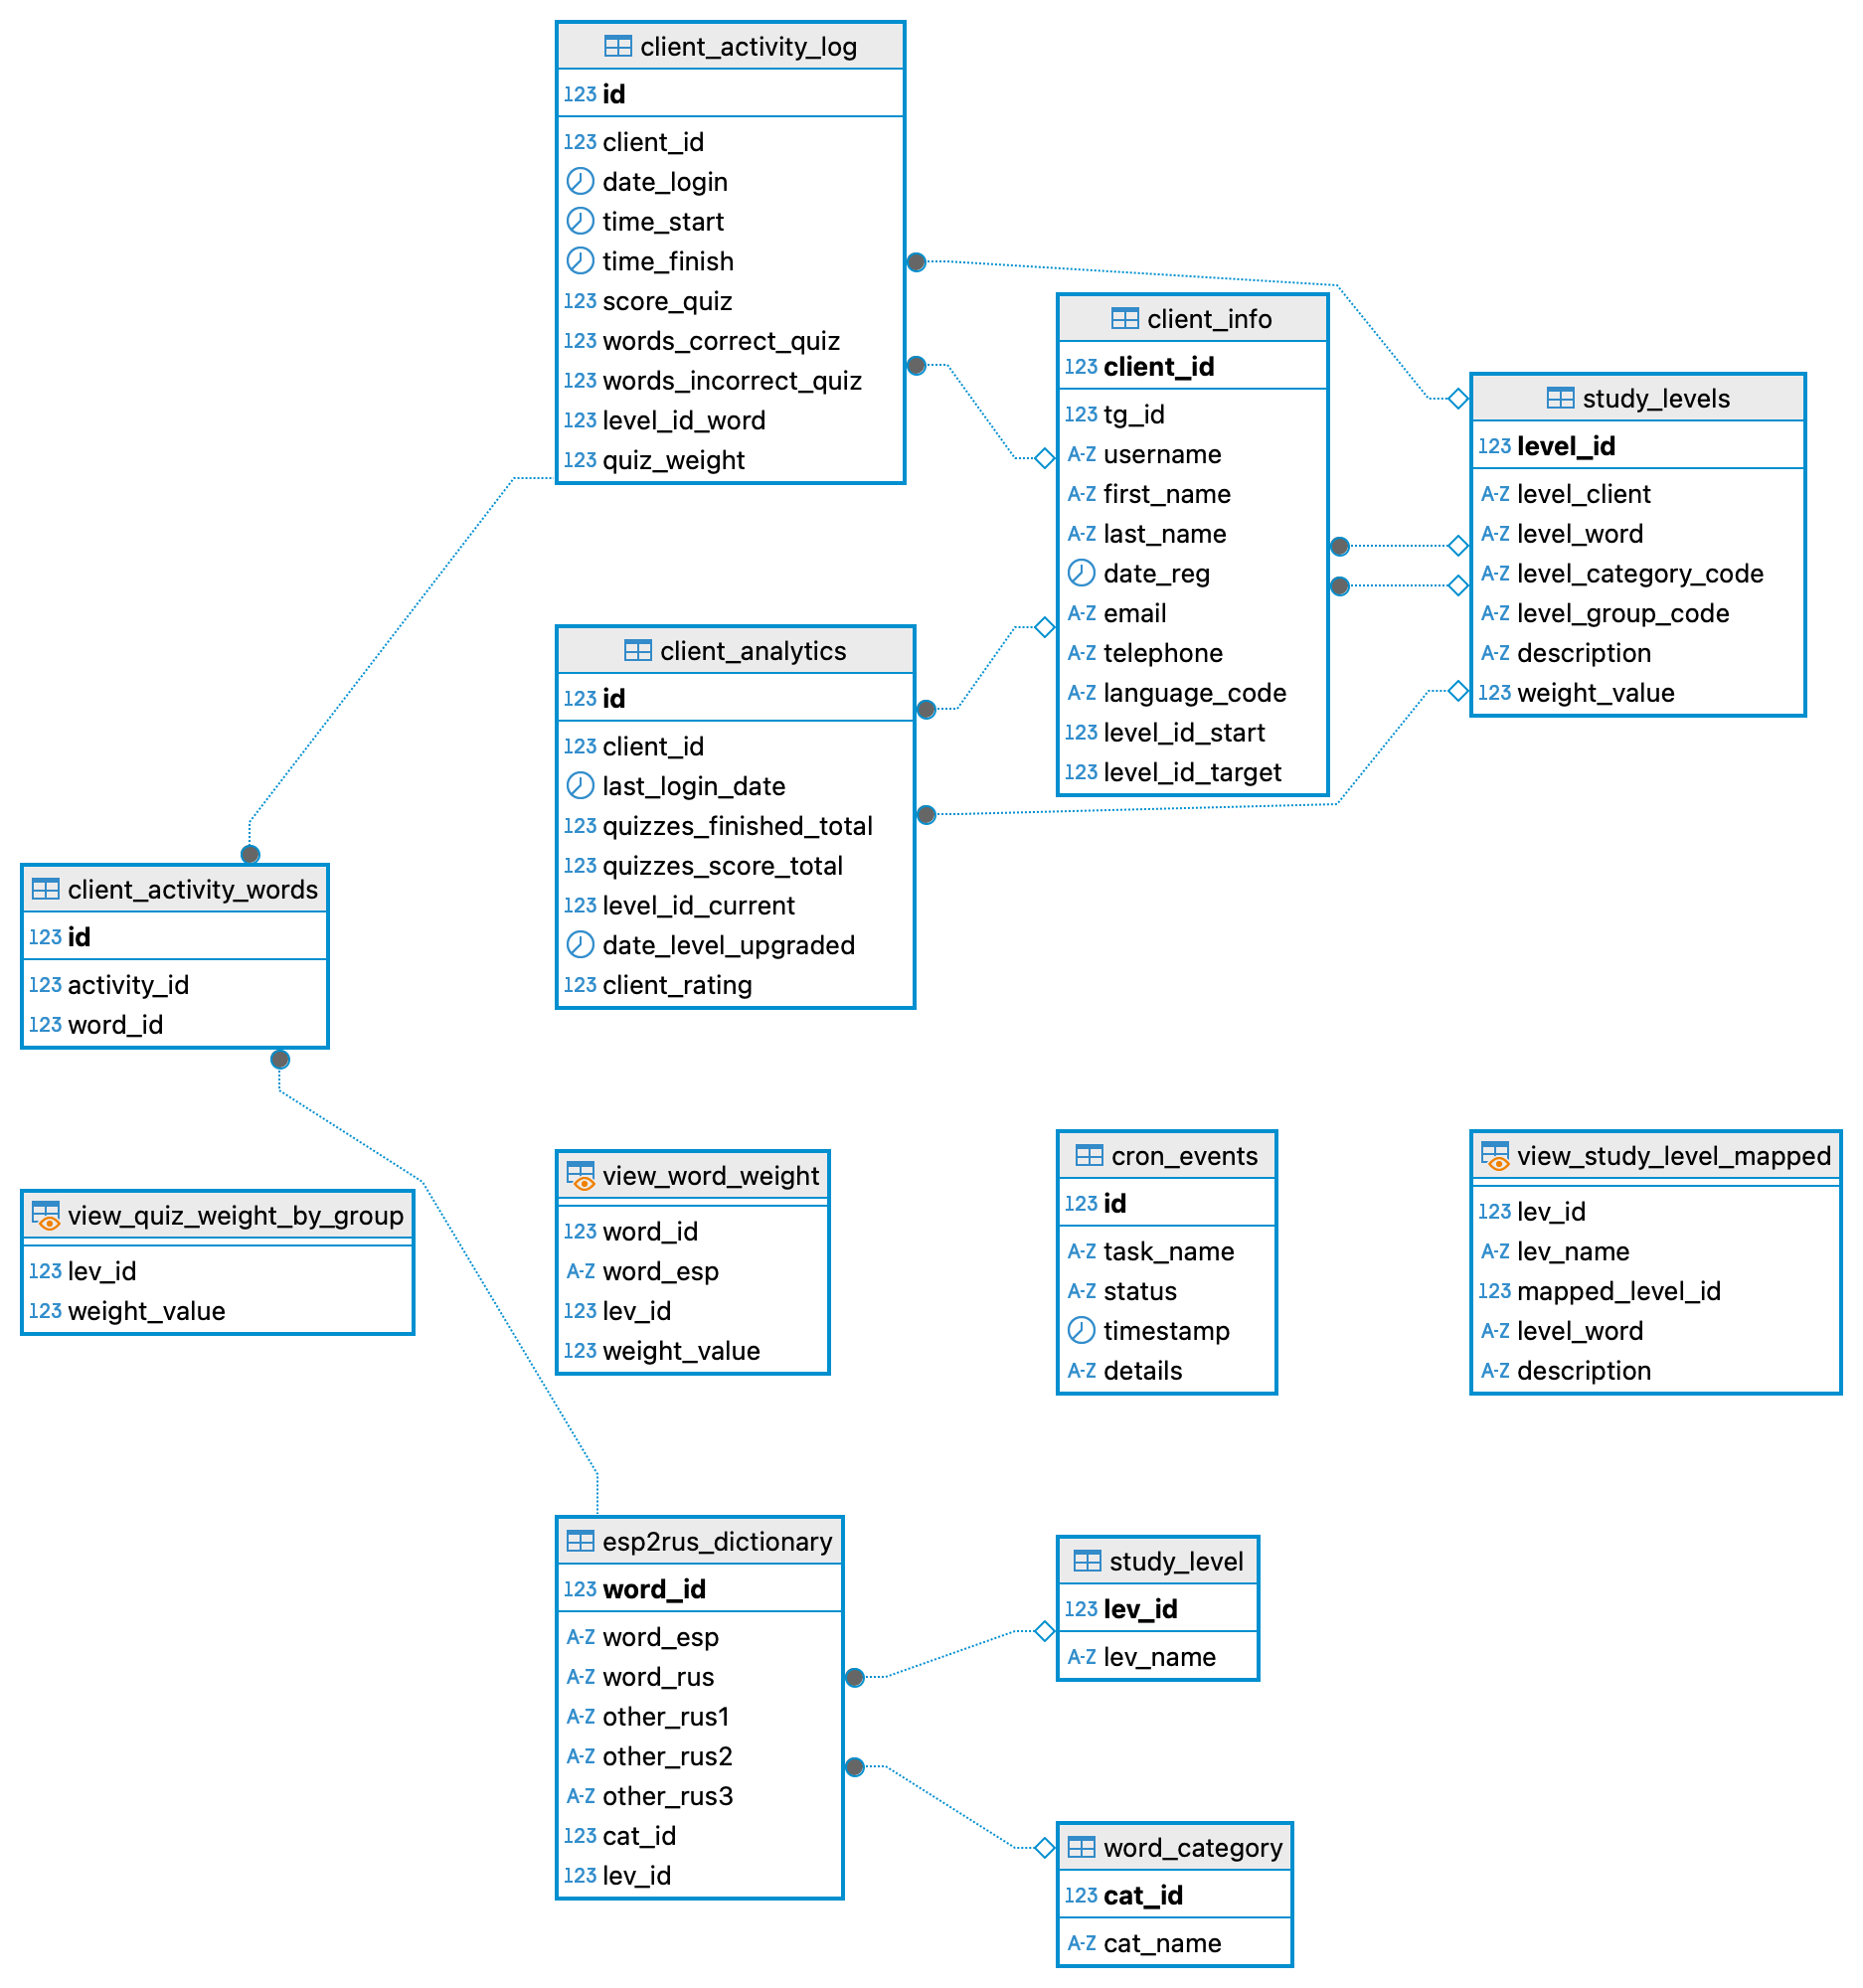 client_activity_log
123 id
123 client_id
date_login
time_start
time_finish
123 score_quiz
123 words_correct_quiz
123 words_incorrect_quiz
123 level_id_word
123 quiz_weight
client_info
123 client_id
123 tg_id
A-Z username
A-Z first_name
A-Z last_name
date_reg
A-Z email
A-Z telephone
A-Z language_code
123 level_id_start
123 level_id_target
study_levels
123 level_id
A-Z level_client
A-Z level_word
A-Z level_category_code
A-Z level_group_code
A-Z description
123 weight_value
client_analytics
123 id
123 client_id
last_login_date
123 quizzes_finished_total
123 quizzes_score_total
123 level_id_current
date_level_upgraded
123 client_rating
client_activity_words
123 id
123 activity_id
123 word_id
view_quiz_weight_by_group
123 lev_id
123 weight_value
view_word_weight
123 word_id
A-Z word_esp
123 lev_id
123 weight_value
cron_events
123 id
A-Z task_name
A-Z status
timestamp
A-Z details
view_study_level_mapped
123 lev_id
A-Z lev_name
123 mapped_level_id
A-Z level_word
A-Z description
esp2rus_dictionary
123 word_id
A-Z word_esp
A-Z word_rus
A-Z other_rus1
A-Z other_rus2
A-Z other_rus3
123 cat_id
123 lev_id
study_level
123 lev_id
A-Z lev_name
word_category
123 cat_id
A-Z cat_name